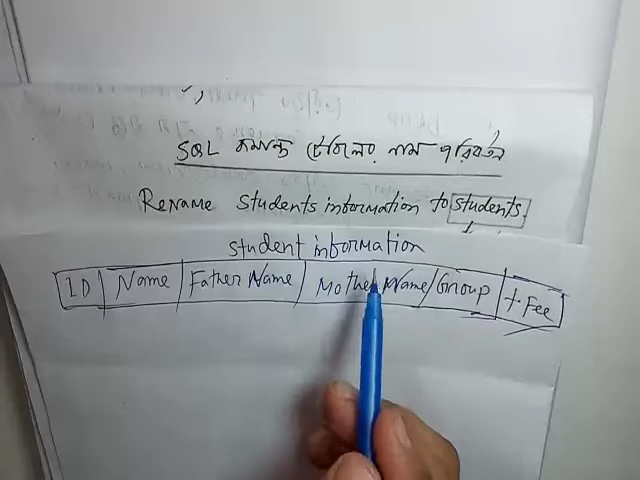 SQL কমান্ড টেবিলের নাম পরিবর্তন
Rename students information to students.
student information
ID Name Father Name Mother Name Group + Fee